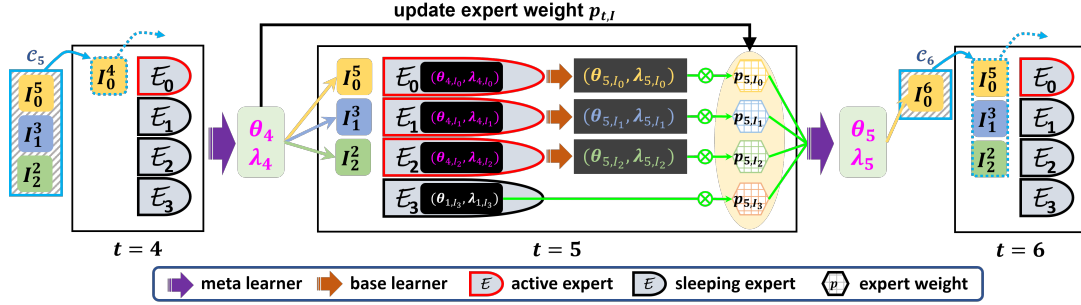 update expert weight p_{t,I}
C_5
I_0^5
I_1^3
I_2^2
I_0^4
E_0
E_1
E_2
E_3
t = 4
θ_4
λ_4
I_0^5
I_1^3
I_2^2
E_0 (θ_{4,I_0}, λ_{4,I_0}) (θ_{5,I_0}, λ_{5,I_0}) ⊗ p_{5,I_0}
E_1 (θ_{4,I_1}, λ_{4,I_1}) (θ_{5,I_1}, λ_{5,I_1}) ⊗ p_{5,I_1}
E_2 (θ_{4,I_2}, λ_{4,I_2}) (θ_{5,I_2}, λ_{5,I_2}) ⊗ p_{5,I_2}
E_3 (θ_{1,I_3}, λ_{1,I_3}) ⊗ p_{5,I_3}
t = 5
θ_5
λ_5
C_6
I_0^6
I_0^5
I_1^3
I_2^2
E_0
E_1
E_2
E_3
t = 6
meta learner base learner E active expert E sleeping expert p expert weight